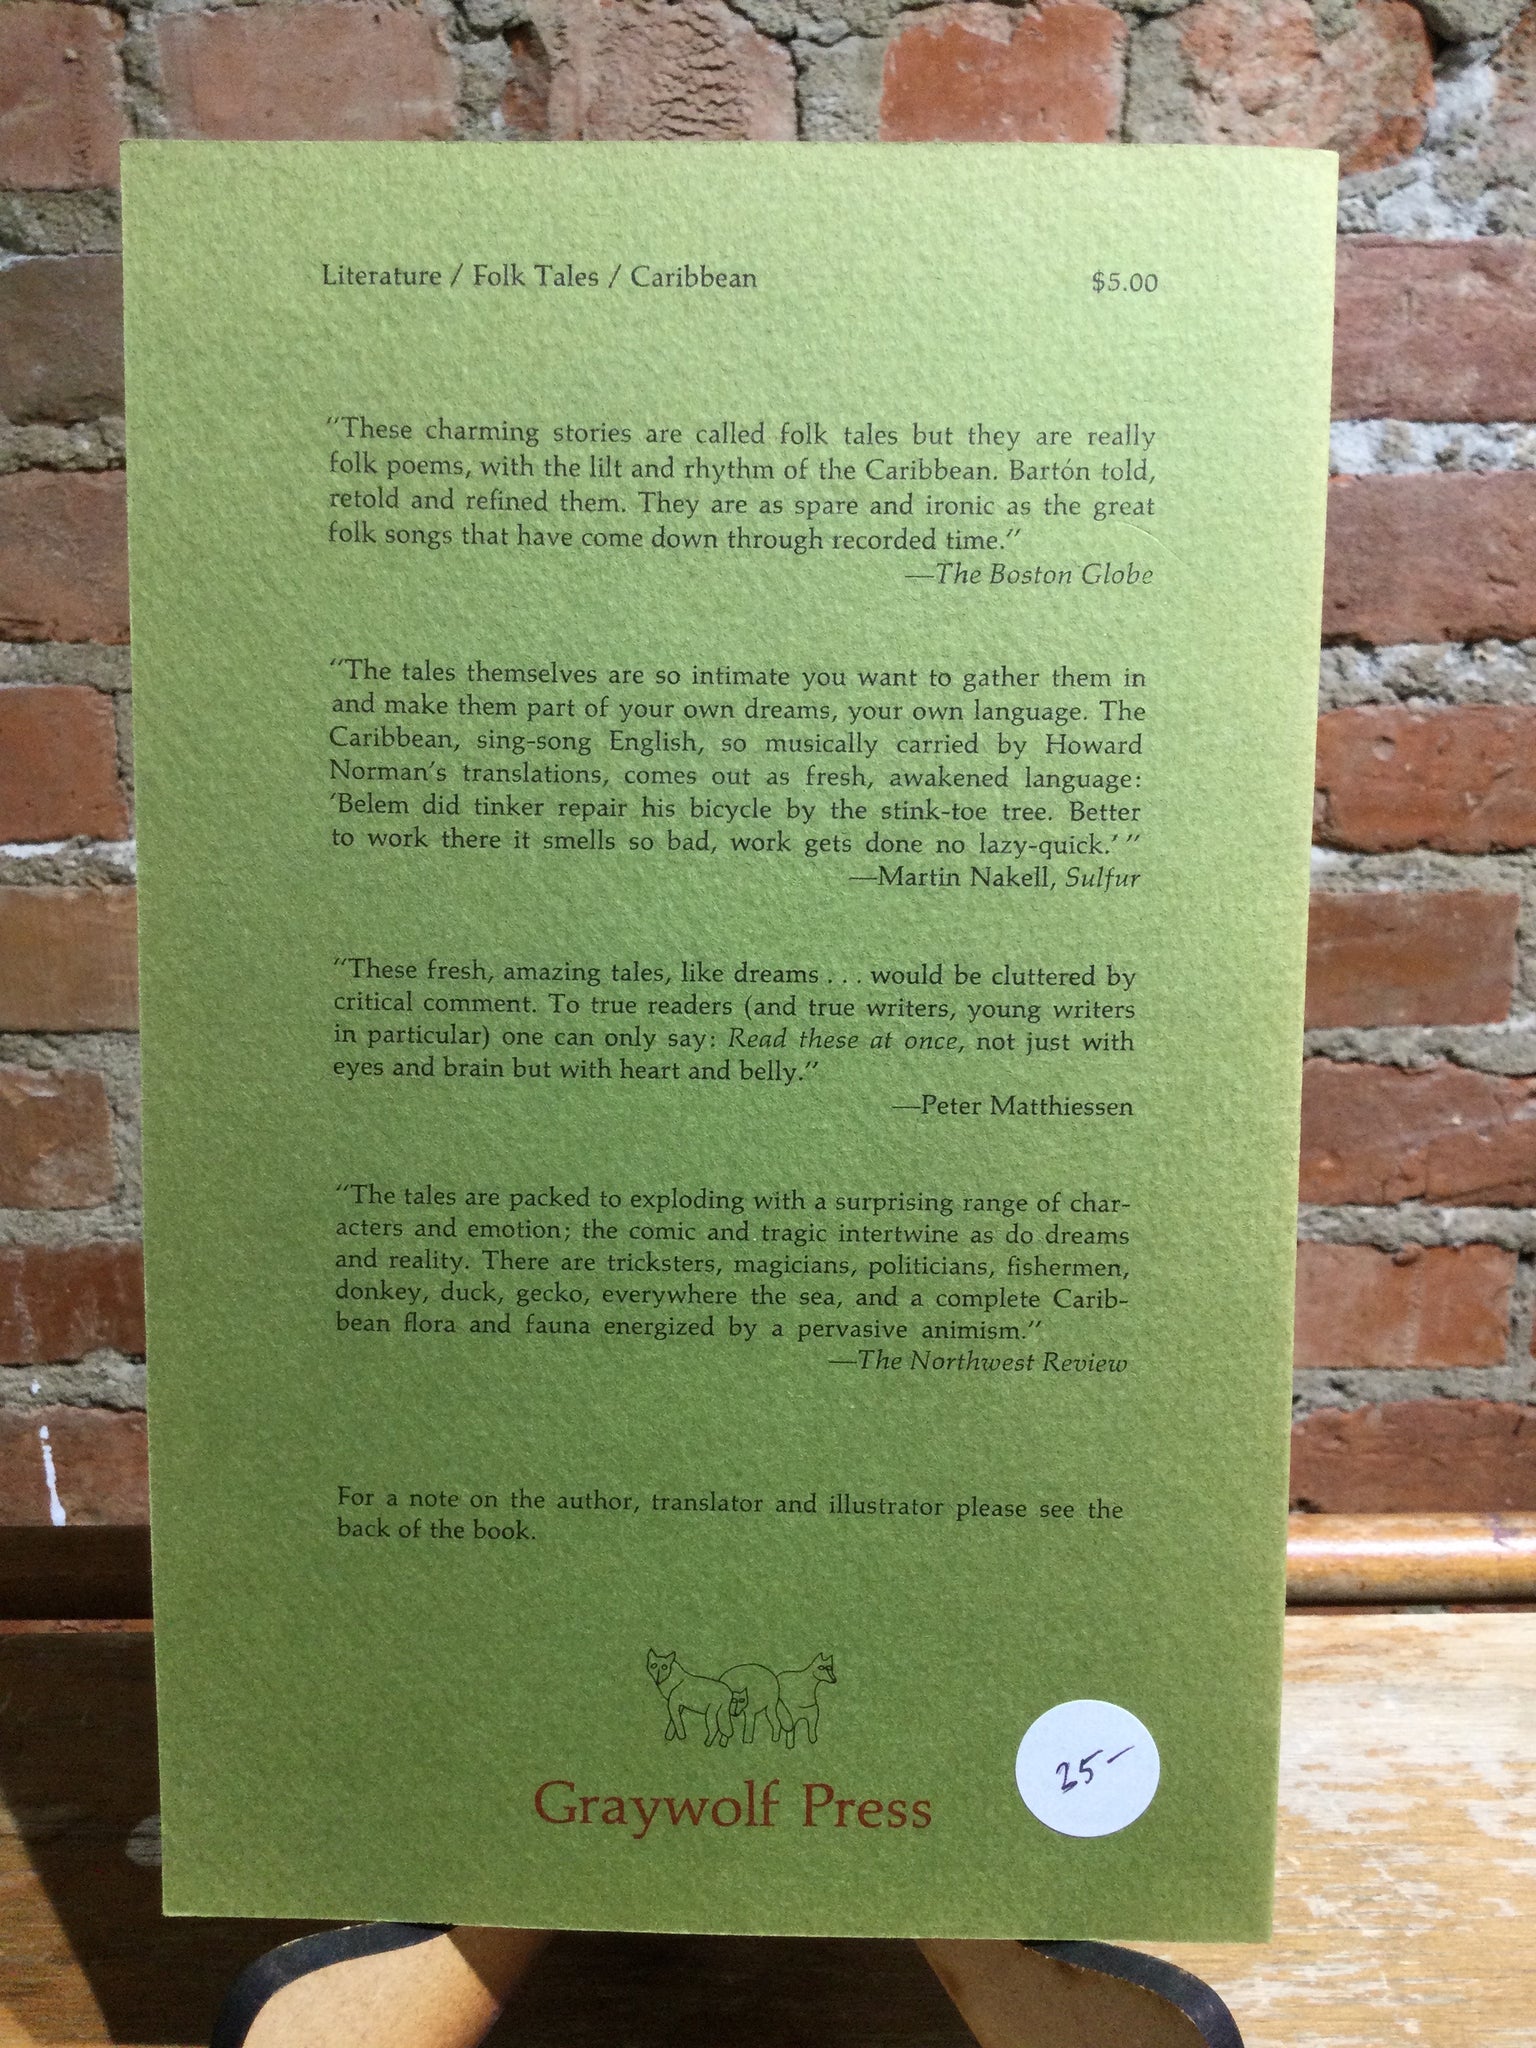 Literature / Folk Tales / Caribbean $5.00
"These charming stories are called folk tales but they are really
folk poems, with the lilt and rhythm of the Caribbean. Bartón told,
retold and refined them. They are as spare and ironic as the great
folk songs that have come down through recorded time."
—The Boston Globe
"The tales themselves are so intimate you want to gather them in
and make them part of your own dreams, your own language. The
Caribbean, sing-song English, so musically carried by Howard
Norman's translations, comes out as fresh, awakened language:
'Belem did tinker repair his bicycle by the stink-toe tree. Better
to work there it smells so bad, work gets done no lazy-quick.' "
—Martin Nakell, Sulfur
"These fresh, amazing tales, like dreams . . . would be cluttered by
critical comment. To true readers (and true writers, young writers
in particular) one can only say: Read these at once, not just with
eyes and brain but with heart and belly."
—Peter Matthiessen
"The tales are packed to exploding with a surprising range of char-
acters and emotion; the comic and tragic intertwine as do dreams
and reality. There are tricksters, magicians, politicians, fishermen,
donkey, duck, gecko, everywhere the sea, and a complete Carib-
bean flora and fauna energized by a pervasive animism."
—The Northwest Review
For a note on the author, translator and illustrator please see the
back of the book.
Graywolf Press